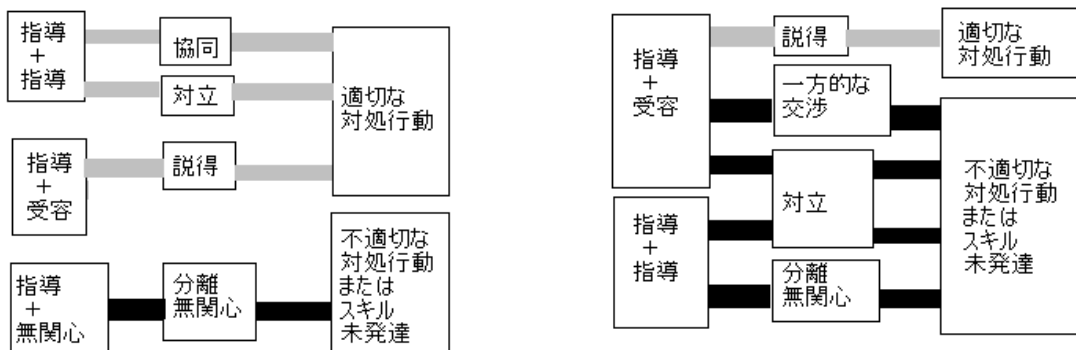 指導
+
指導
協同
対立
適切な
対処行動
指導
+
受容
説得
指導
+
無関心
分離
無関心
不適切な
対処行動
または
スキル
未発達
指導
+
受容
説得
適切な
対処行動
一方的な
交渉
対立
不適切な
対処行動
または
スキル
未発達
指導
+
指導
分離
無関心